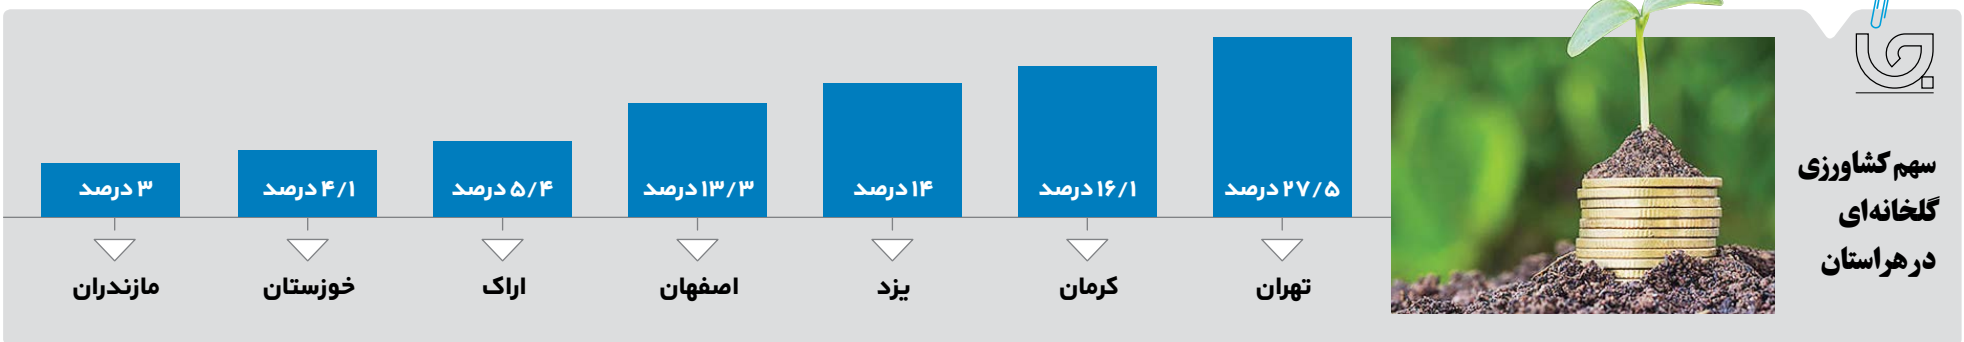 سهم کشاورزی
گلخانه‌ای
در هر استان
۲۷/۵ درصد
تهران
۱۶/۱ درصد
کرمان
۱۴ درصد
یزد
۱۳/۳ درصد
اصفهان
۵/۴ درصد
اراک
۴/۱ درصد
خوزستان
۳ درصد
مازندران